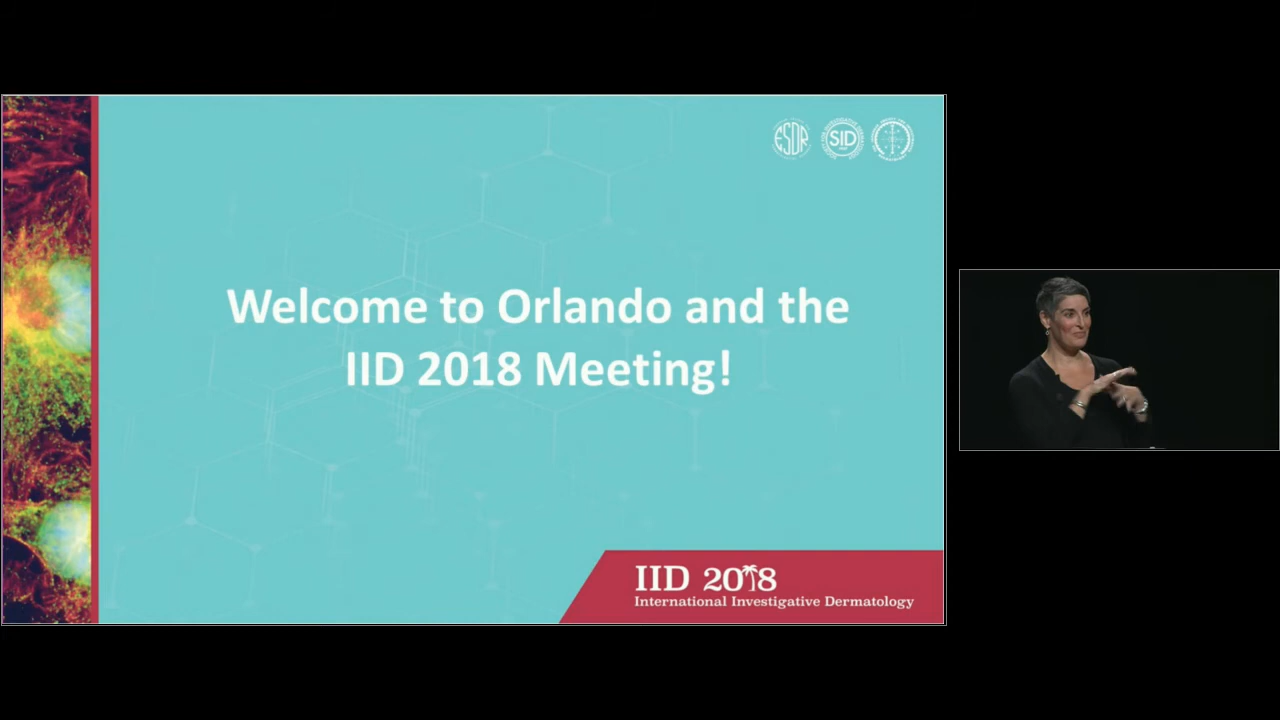 ESDR
SID
Welcome to Orlando and the
IID 2018 Meeting!
IID 2018
International Investigative Dermatology